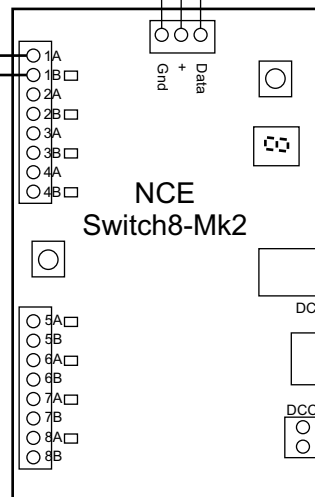 1A
1B
2A
2B
3A
3B
4A
4B
Gnd
+
Data
8
NCE
Switch8-Mk2
5A
5B
6A
6B
7A
7B
8A
8B
DC
DCC